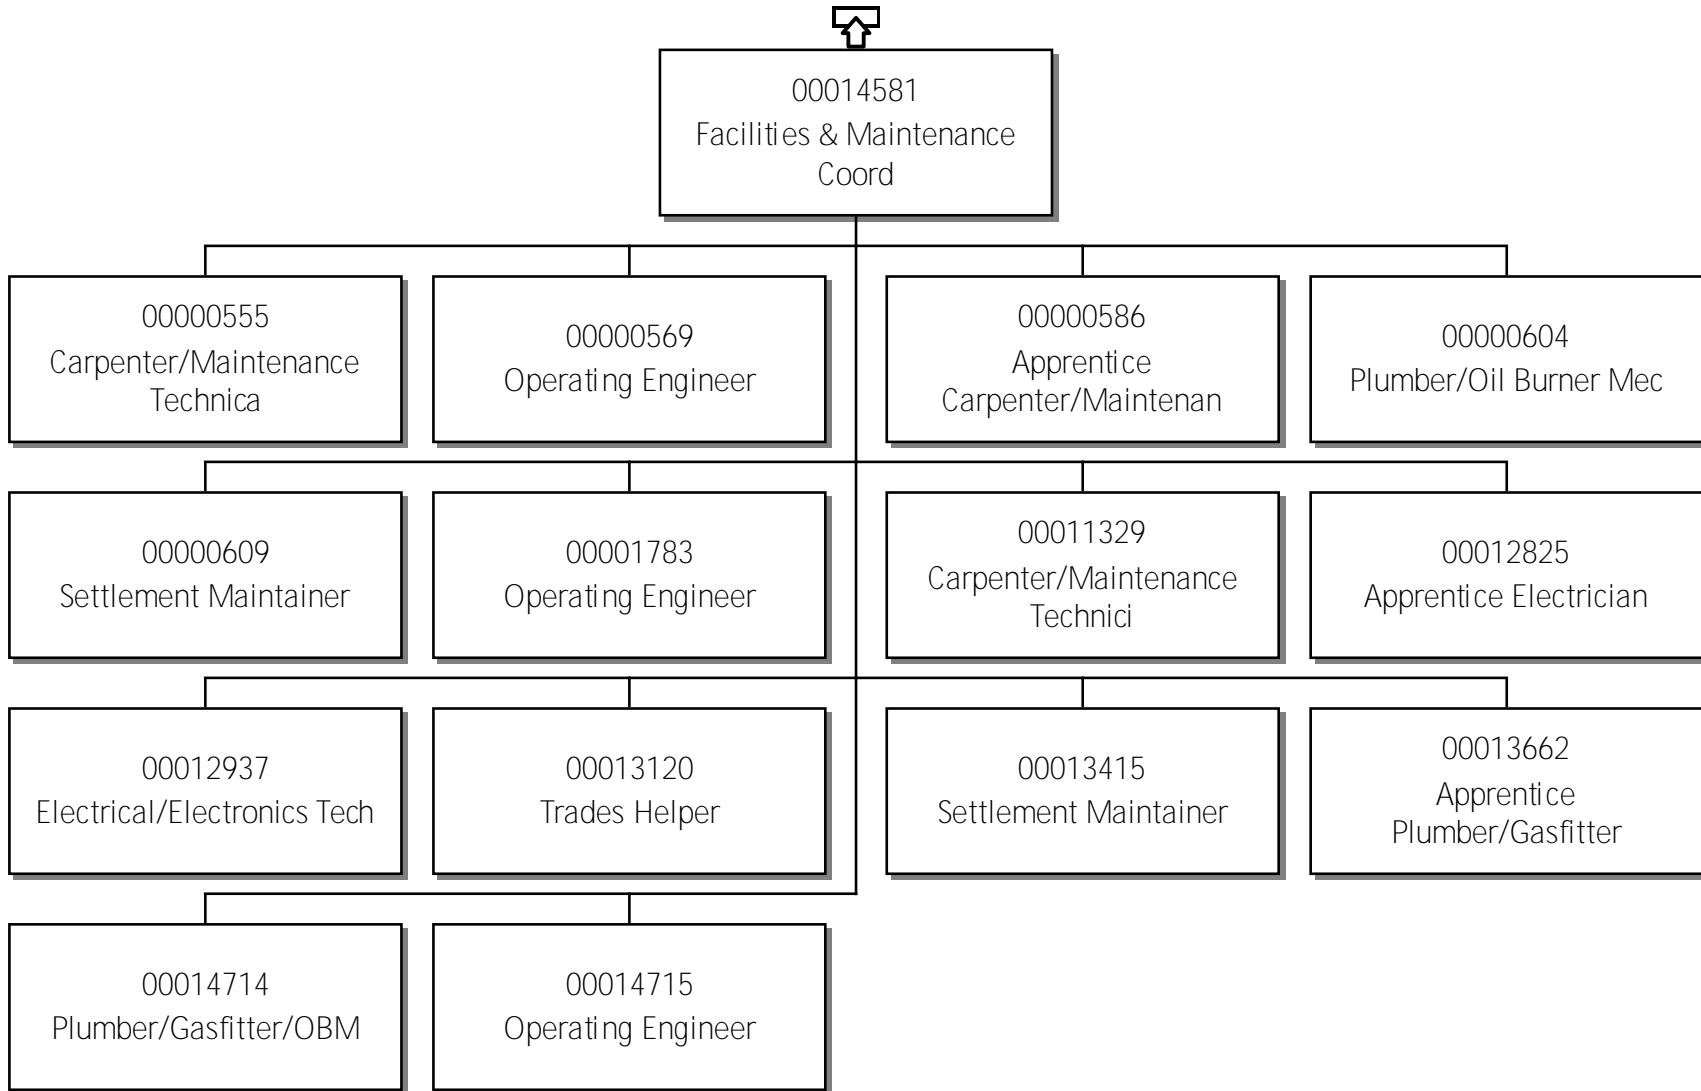 00014581
Facilities & Maintenance
Coord
00000555
Carpenter/Maintenance
Technica
00000569
Operating Engineer
00000586
Apprentice
Carpenter/Maintenan
00000604
Plumber/Oil Burner Mec
00000609
Settlement Maintainer
00001783
Operating Engineer
00011329
Carpenter/Maintenance
Technici
00012825
Apprentice Electrician
00012937
Electrical/Electronics Tech
00013120
Trades Helper
00013415
Settlement Maintainer
00013662
Apprentice
Plumber/Gasfitter
00014714
Plumber/Gasfitter/OBM
00014715
Operating Engineer